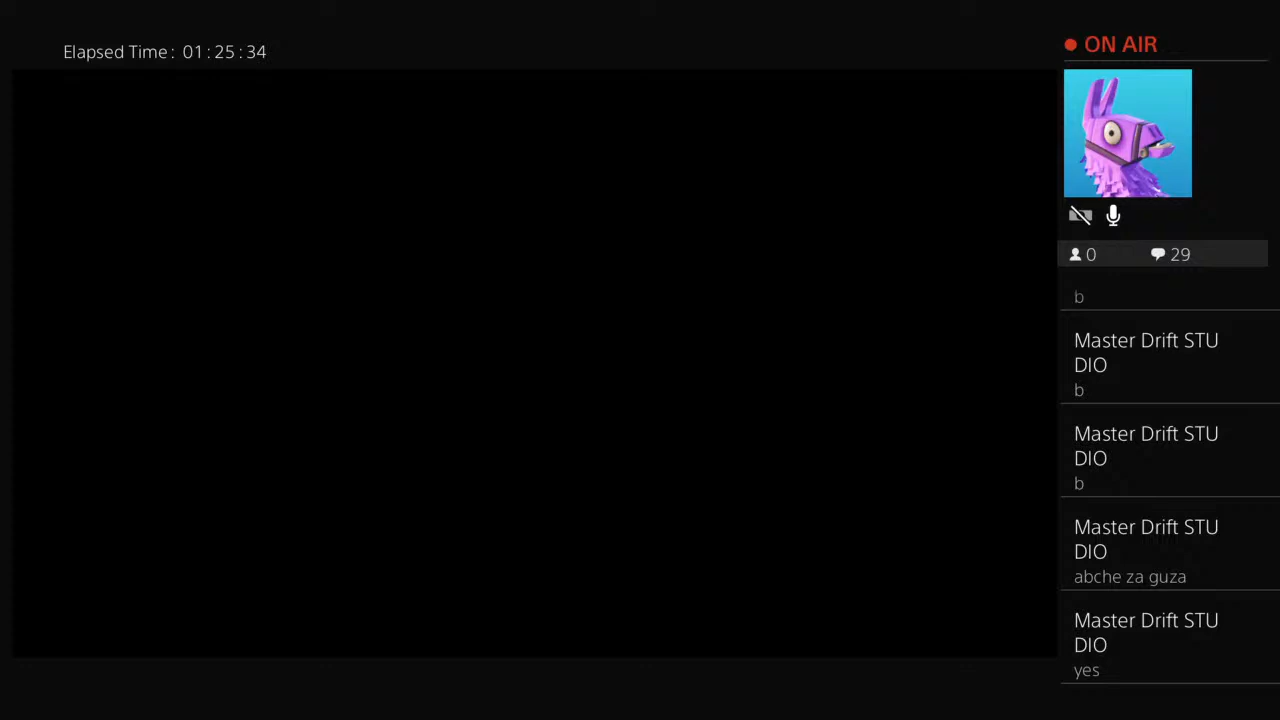 Elapsed Time: 01:25:34
ON AIR
0 29
b
Master Drift STU
DIO
b
Master Drift STU
DIO
b
Master Drift STU
DIO
abche za guza
Master Drift STU
DIO
yes